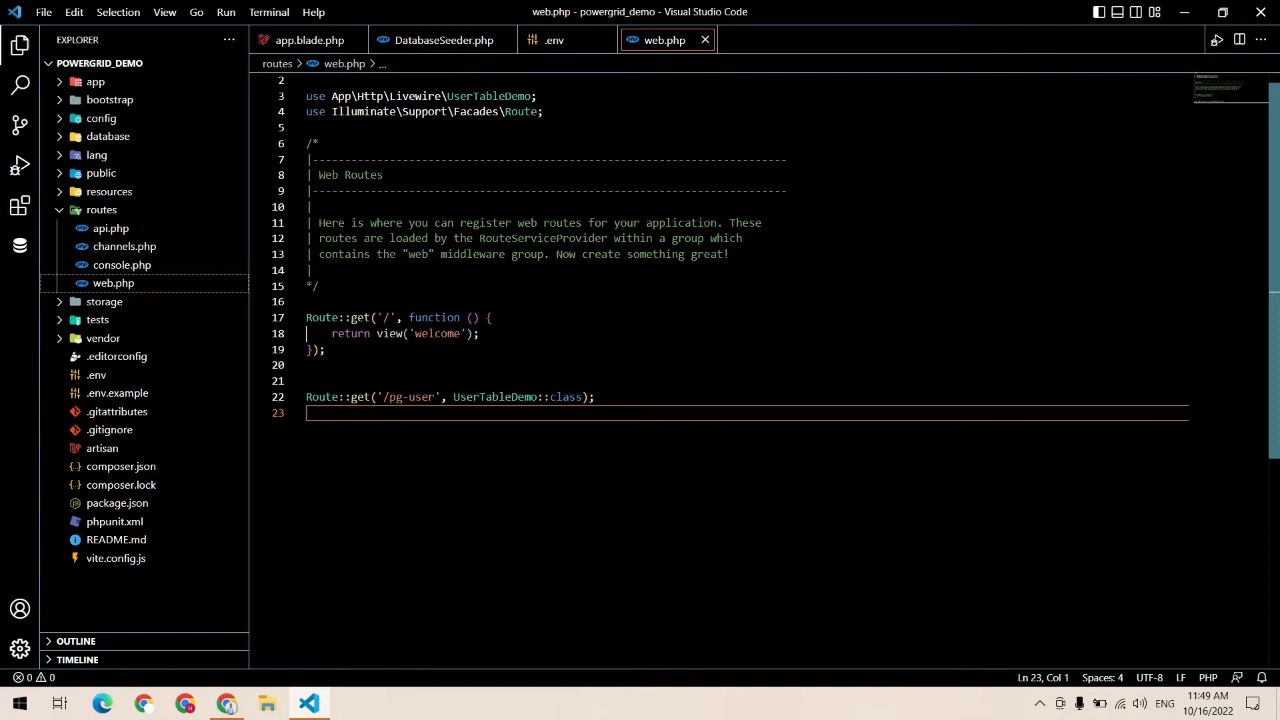 File Edit Selection View Go Run Terminal Help
web.php - powergrid_demo - Visual Studio Code
EXPLORER
POWERGRID_DEMO
app
bootstrap
config
database
lang
public
resources
routes
api.php
channels.php
console.php
web.php
storage
tests
vendor
.editorconfig
.env
.env.example
.gitattributes
.gitignore
artisan
composer.json
composer.lock
package.json
phpunit.xml
README.md
vite.config.js
OUTLINE
TIMELINE
app.blade.php DatabaseSeeder.php .env web.php
routes > web.php > ...
2
3 use App\Http\Livewire\UserTableDemo;
4 use Illuminate\Support\Facades\Route;
5
6 /*
7 |--------------------------------------------------------------------------
8 | Web Routes
9 |--------------------------------------------------------------------------
10 |
11 | Here is where you can register web routes for your application. These
12 | routes are loaded by the RouteServiceProvider within a group which
13 | contains the "web" middleware group. Now create something great!
14 |
15 */
16
17 Route::get('/', function () {
18 return view('welcome');
19 });
20
21
22 Route::get('/pg-user', UserTableDemo::class);
23
0 0
Ln 23, Col 1 Spaces: 4 UTF-8 LF PHP
ENG
11:49 AM
10/16/2022